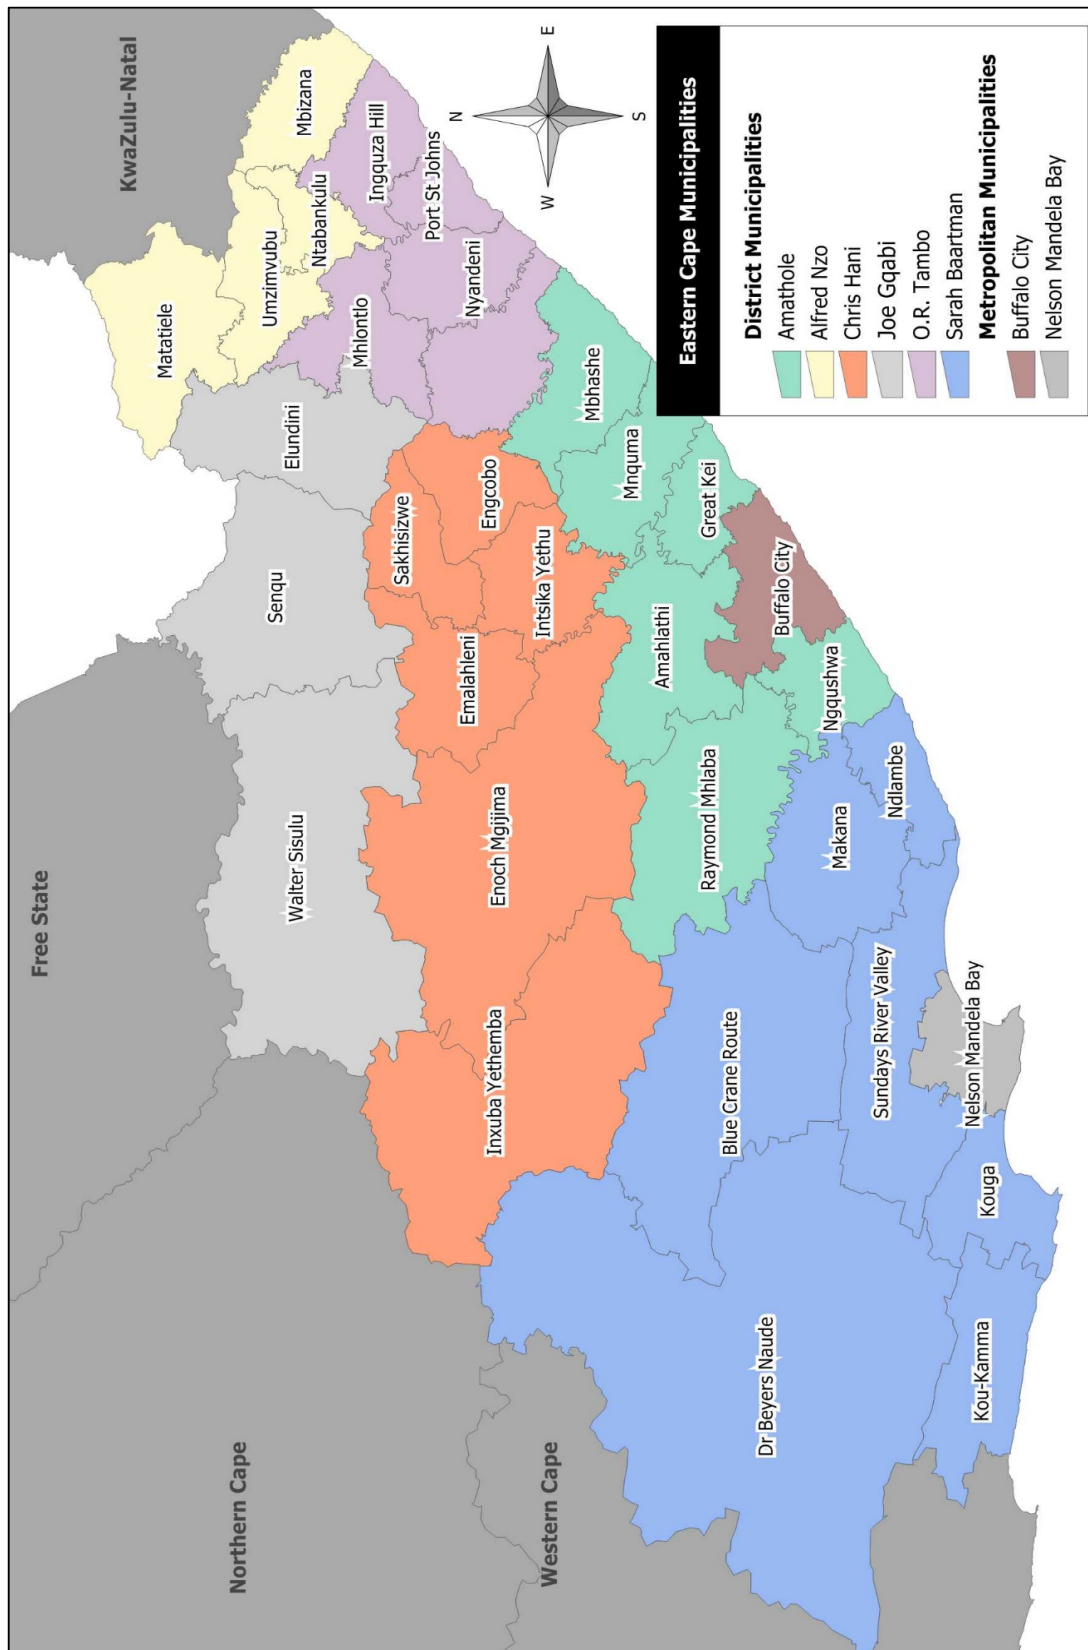 Free State
KwaZulu-Natal
Northern Cape
Western Cape
Matatiele
Umzimvubu
Mbizana
Ntabankulu
Elundini
Mhlontlo
Ingquza Hill
Port St Johns
Nyandeni
Senqu
Walter Sisulu
Sakhisizwe
Engcobo
Emalahleni
Intsika Yethu
Enoch Mgijima
Inxuba Yethemba
Mbhashe
Mnquma
Great Kei
Amahlathi
Raymond Mhlaba
Buffalo City
Ngqushwa
Makana
Ndlambe
Blue Crane Route
Sundays River Valley
Nelson Mandela Bay
Dr Beyers Naude
Kouga
Kou-Kamma
N
W
E
S
Eastern Cape Municipalities
District Municipalities
Amathole
Alfred Nzo
Chris Hani
Joe Gqabi
O.R. Tambo
Sarah Baartman
Metropolitan Municipalities
Buffalo City
Nelson Mandela Bay